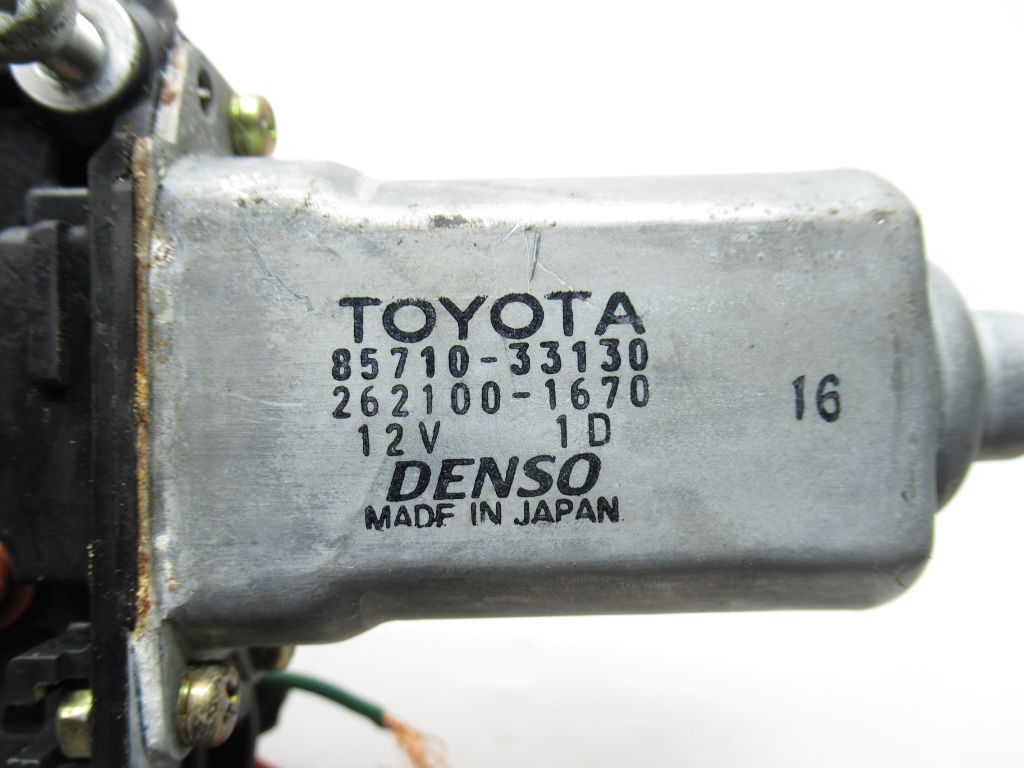 TOYOTA
85710-33130
262100-1670
12V 1D
DENSO
MADE IN JAPAN
16